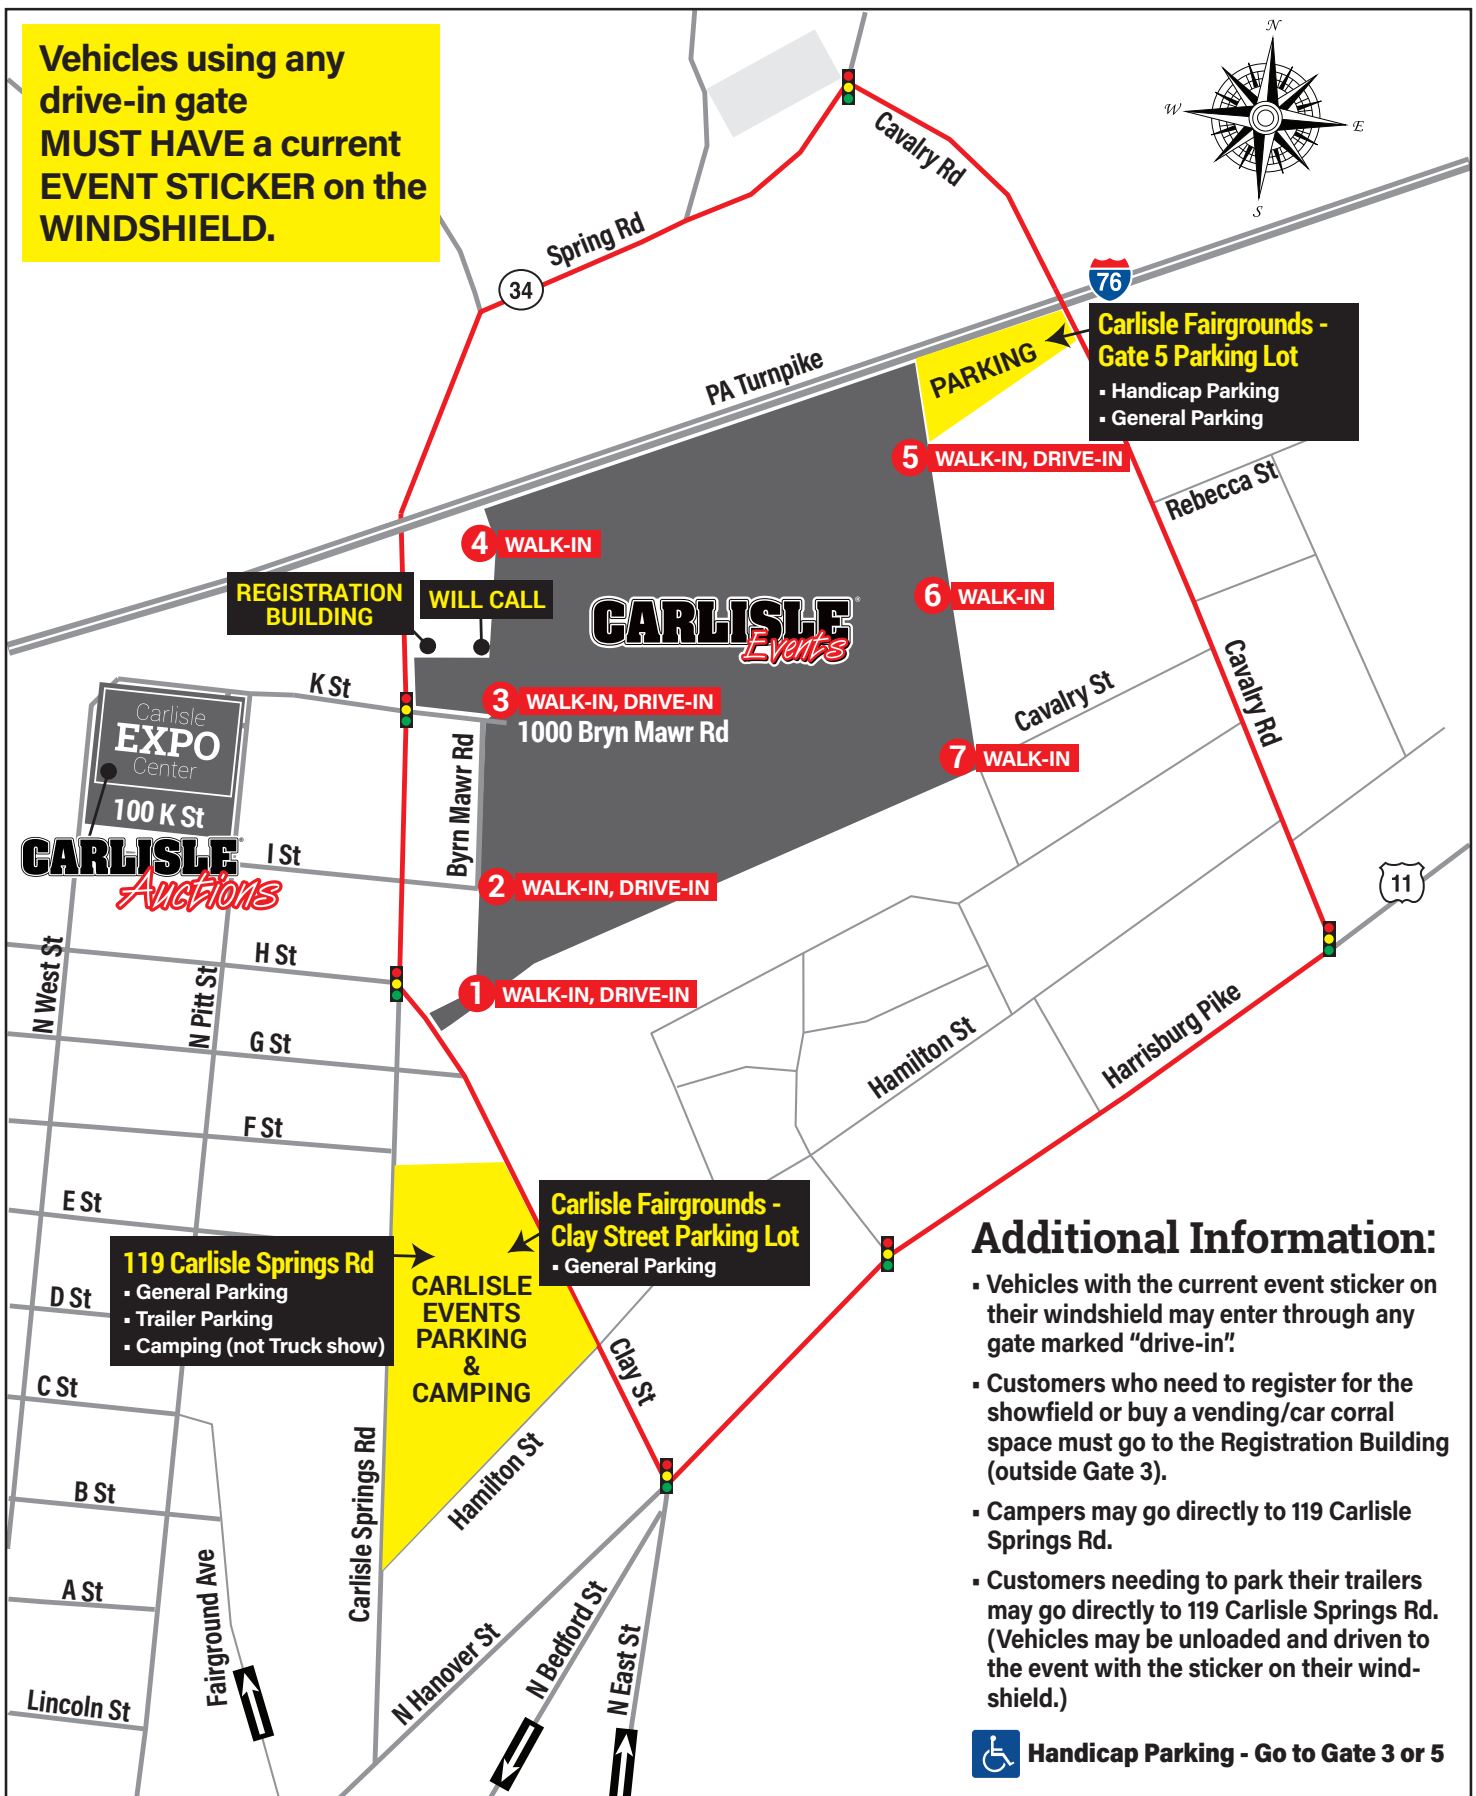 Vehicles using any
drive-in gate
MUST HAVE a current
EVENT STICKER on the
WINDSHIELD.
N
W
E
S
Cavalry Rd
Spring Rd
34
76
PA Turnpike
PARKING
Carlisle Fairgrounds -
Gate 5 Parking Lot
▪ Handicap Parking
▪ General Parking
5 WALK-IN, DRIVE-IN
Rebecca St
4 WALK-IN
REGISTRATION
BUILDING
WILL CALL
6 WALK-IN
CARLISLE®
Events
K St
3 WALK-IN, DRIVE-IN
1000 Bryn Mawr Rd
Cavalry St
Cavalry Rd
Carlisle
EXPO
Center
100 K St
Byrn Mawr Rd
7 WALK-IN
CARLISLE®
Auctions
I St
2 WALK-IN, DRIVE-IN
11
N West St
N Pitt St
H St
1 WALK-IN, DRIVE-IN
G St
Hamilton St
Harrisburg Pike
F St
E St
Carlisle Fairgrounds -
Clay Street Parking Lot
▪ General Parking
119 Carlisle Springs Rd
▪ General Parking
▪ Trailer Parking
▪ Camping (not Truck show)
CARLISLE
EVENTS
PARKING
&
CAMPING
D St
C St
Clay St
Carlisle Springs Rd
Hamilton St
B St
A St
Fairground Ave
Lincoln St
N Hanover St
N Bedford St
N East St
Additional Information:
▪ Vehicles with the current event sticker on
their windshield may enter through any
gate marked “drive-in”.
▪ Customers who need to register for the
showfield or buy a vending/car corral
space must go to the Registration Building
(outside Gate 3).
▪ Campers may go directly to 119 Carlisle
Springs Rd.
▪ Customers needing to park their trailers
may go directly to 119 Carlisle Springs Rd.
(Vehicles may be unloaded and driven to
the event with the sticker on their wind-
shield.)
Handicap Parking - Go to Gate 3 or 5